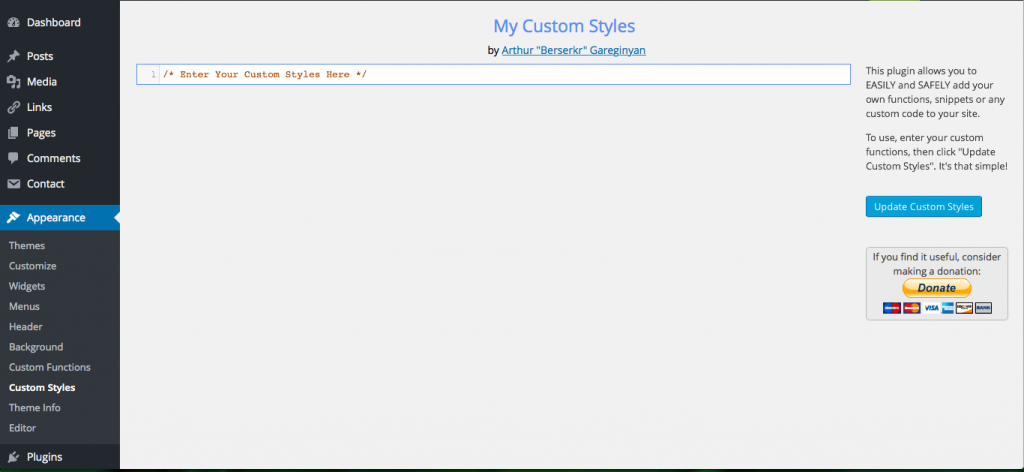 Dashboard
Posts
Media
Links
Pages
Comments
Contact
Appearance
Themes
Customize
Widgets
Menus
Header
Background
Custom Functions
Custom Styles
Theme Info
Editor
Plugins
My Custom Styles
by Arthur "Berserkr" Gareginyan
1 /* Enter Your Custom Styles Here */
This plugin allows you to
EASILY and SAFELY add your
own functions, snippets or any
custom code to your site.
To use, enter your custom
functions, then click "Update
Custom Styles". It's that simple!
Update Custom Styles
If you find it useful, consider
making a donation:
Donate
VISA
BANK